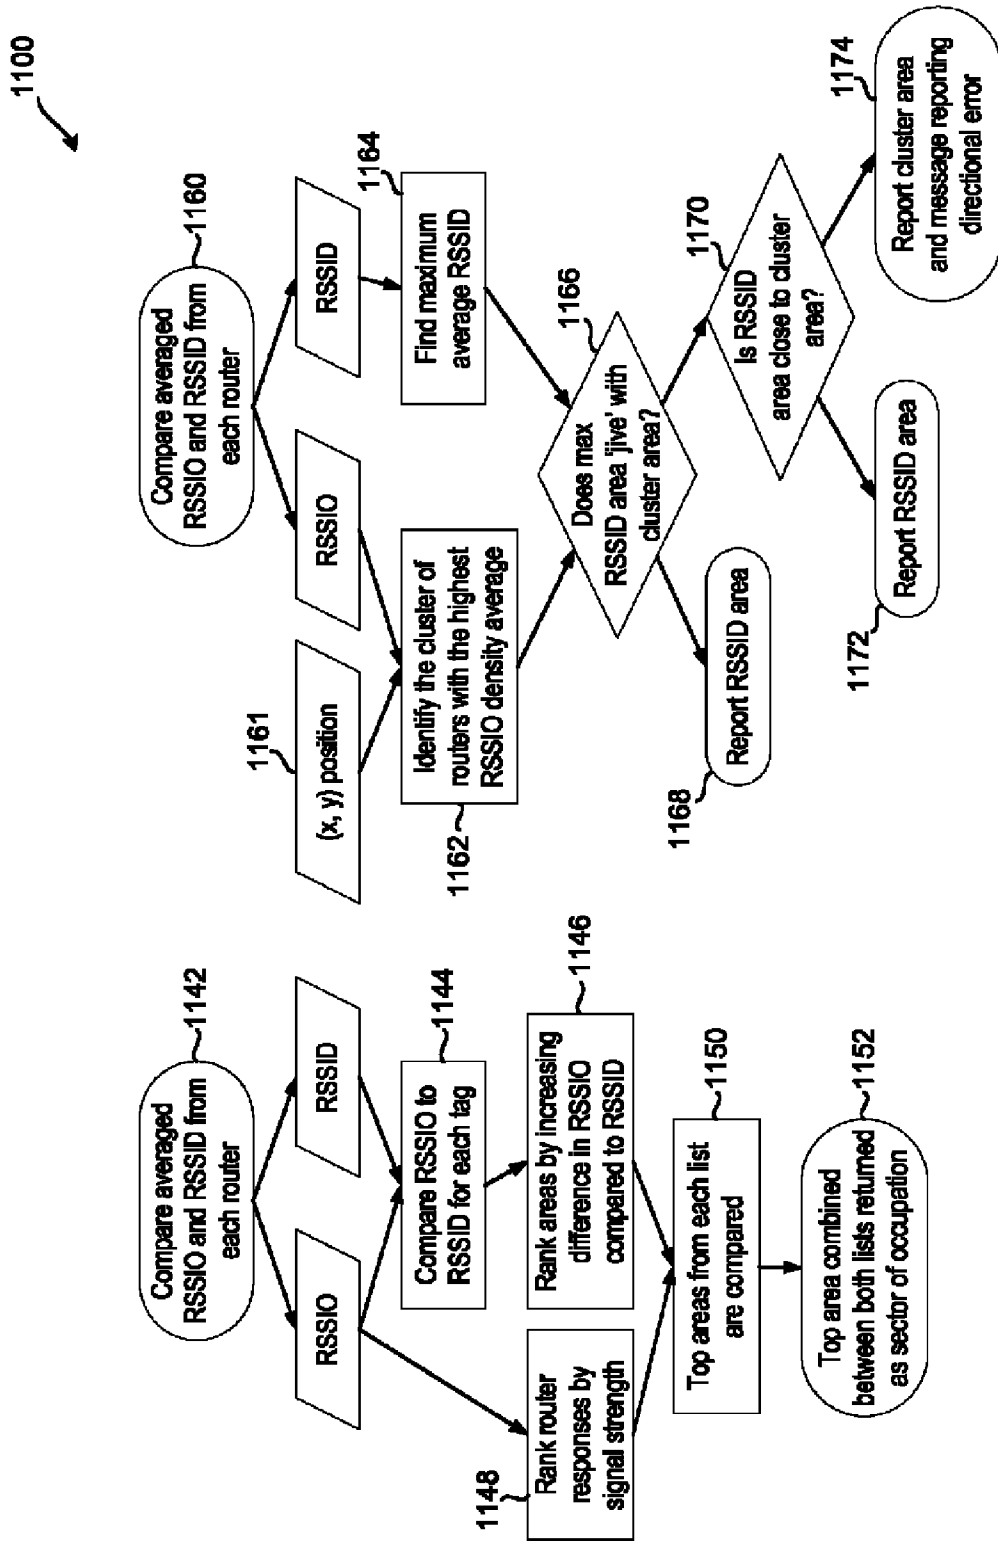 1100
1142
Compare averaged
RSSIO and RSSID from
each router
RSSIO
RSSID
1144
Compare RSSIO to
RSSID for each tag
1148
Rank router
responses by
signal strength
1146
Rank areas by increasing
difference in RSSIO
compared to RSSID
1150
Top areas from each list
are compared
1152
Top area combined
between both lists returned
as sector of occupation
1160
Compare averaged
RSSIO and RSSID from
each router
1161
(x, y) position
RSSIO
RSSID
1162
Identify the cluster of
routers with the highest
RSSIO density average
1164
Find maximum
average RSSID
1166
Does max
RSSID area 'jive' with
cluster area?
1168
Report RSSID area
1170
Is RSSID
area close to cluster
area?
1172
Report RSSID area
1174
Report cluster area
and message reporting
directional error